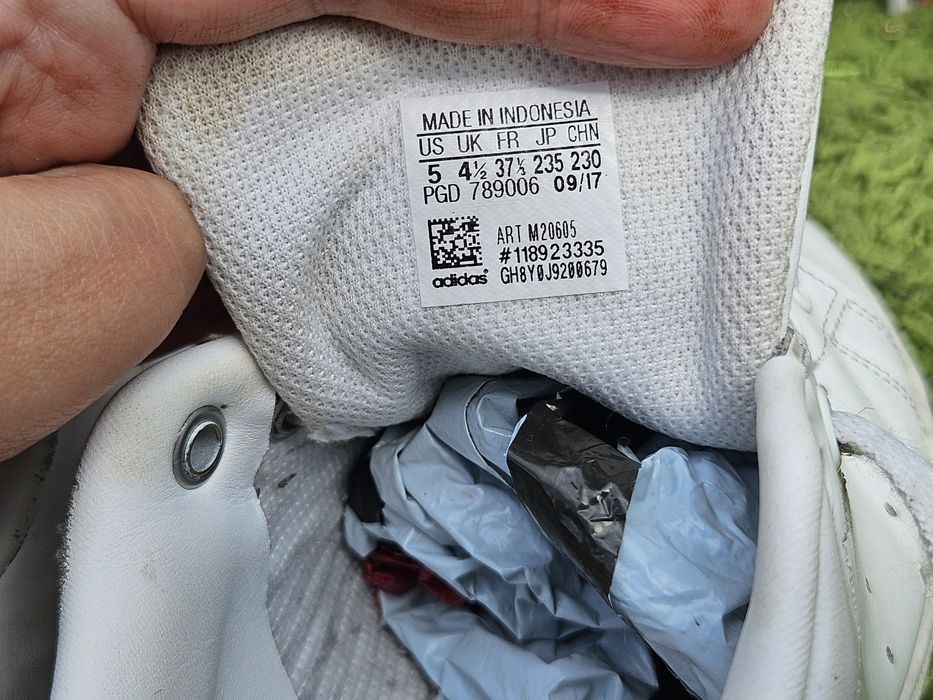 MADE IN INDONESIA
US UK FR JP CHN
5 4½ 37⅓ 235 230
PGD 789006 09/17
ART M20605
#118923335
adidas GH8Y0J9200679